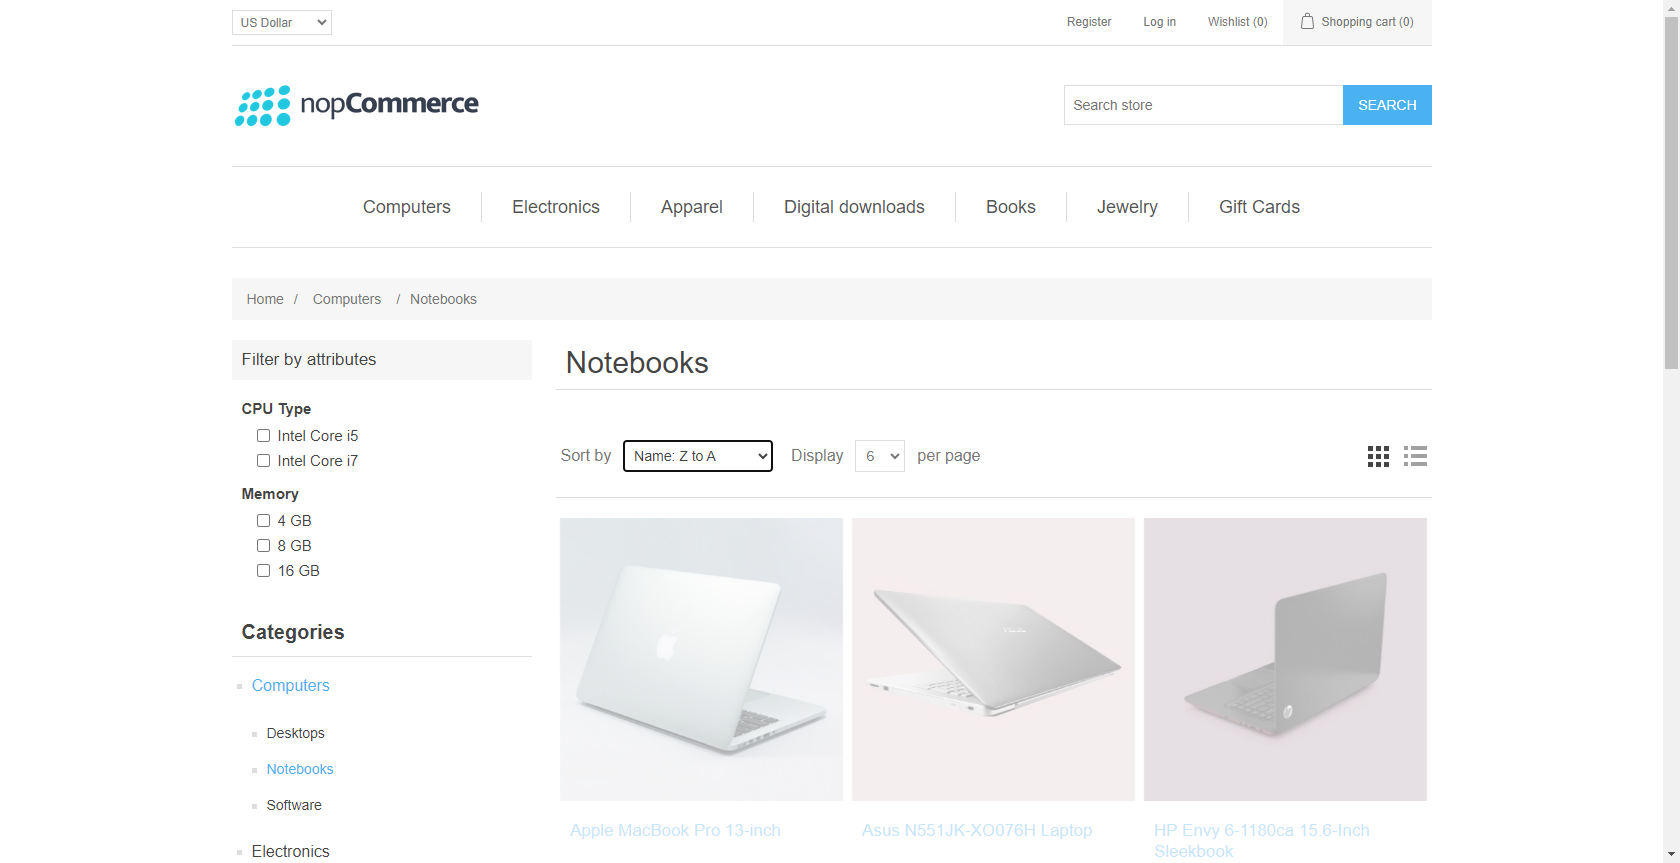 US Dollar
Register
Log in
Wishlist (0)
Shopping cart (0)
nopCommerce
Search store
SEARCH
Computers
Electronics
Apparel
Digital downloads
Books
Jewelry
Gift Cards
Home / Computers / Notebooks
Filter by attributes
CPU Type
Intel Core i5
Intel Core i7
Memory
4 GB
8 GB
16 GB
Categories
Computers
Desktops
Notebooks
Software
Electronics
Notebooks
Sort by Name: Z to A Display 6 per page
Apple MacBook Pro 13-inch
Asus N551JK-XO076H Laptop
HP Envy 6-1180ca 15.6-Inch
Sleekbook